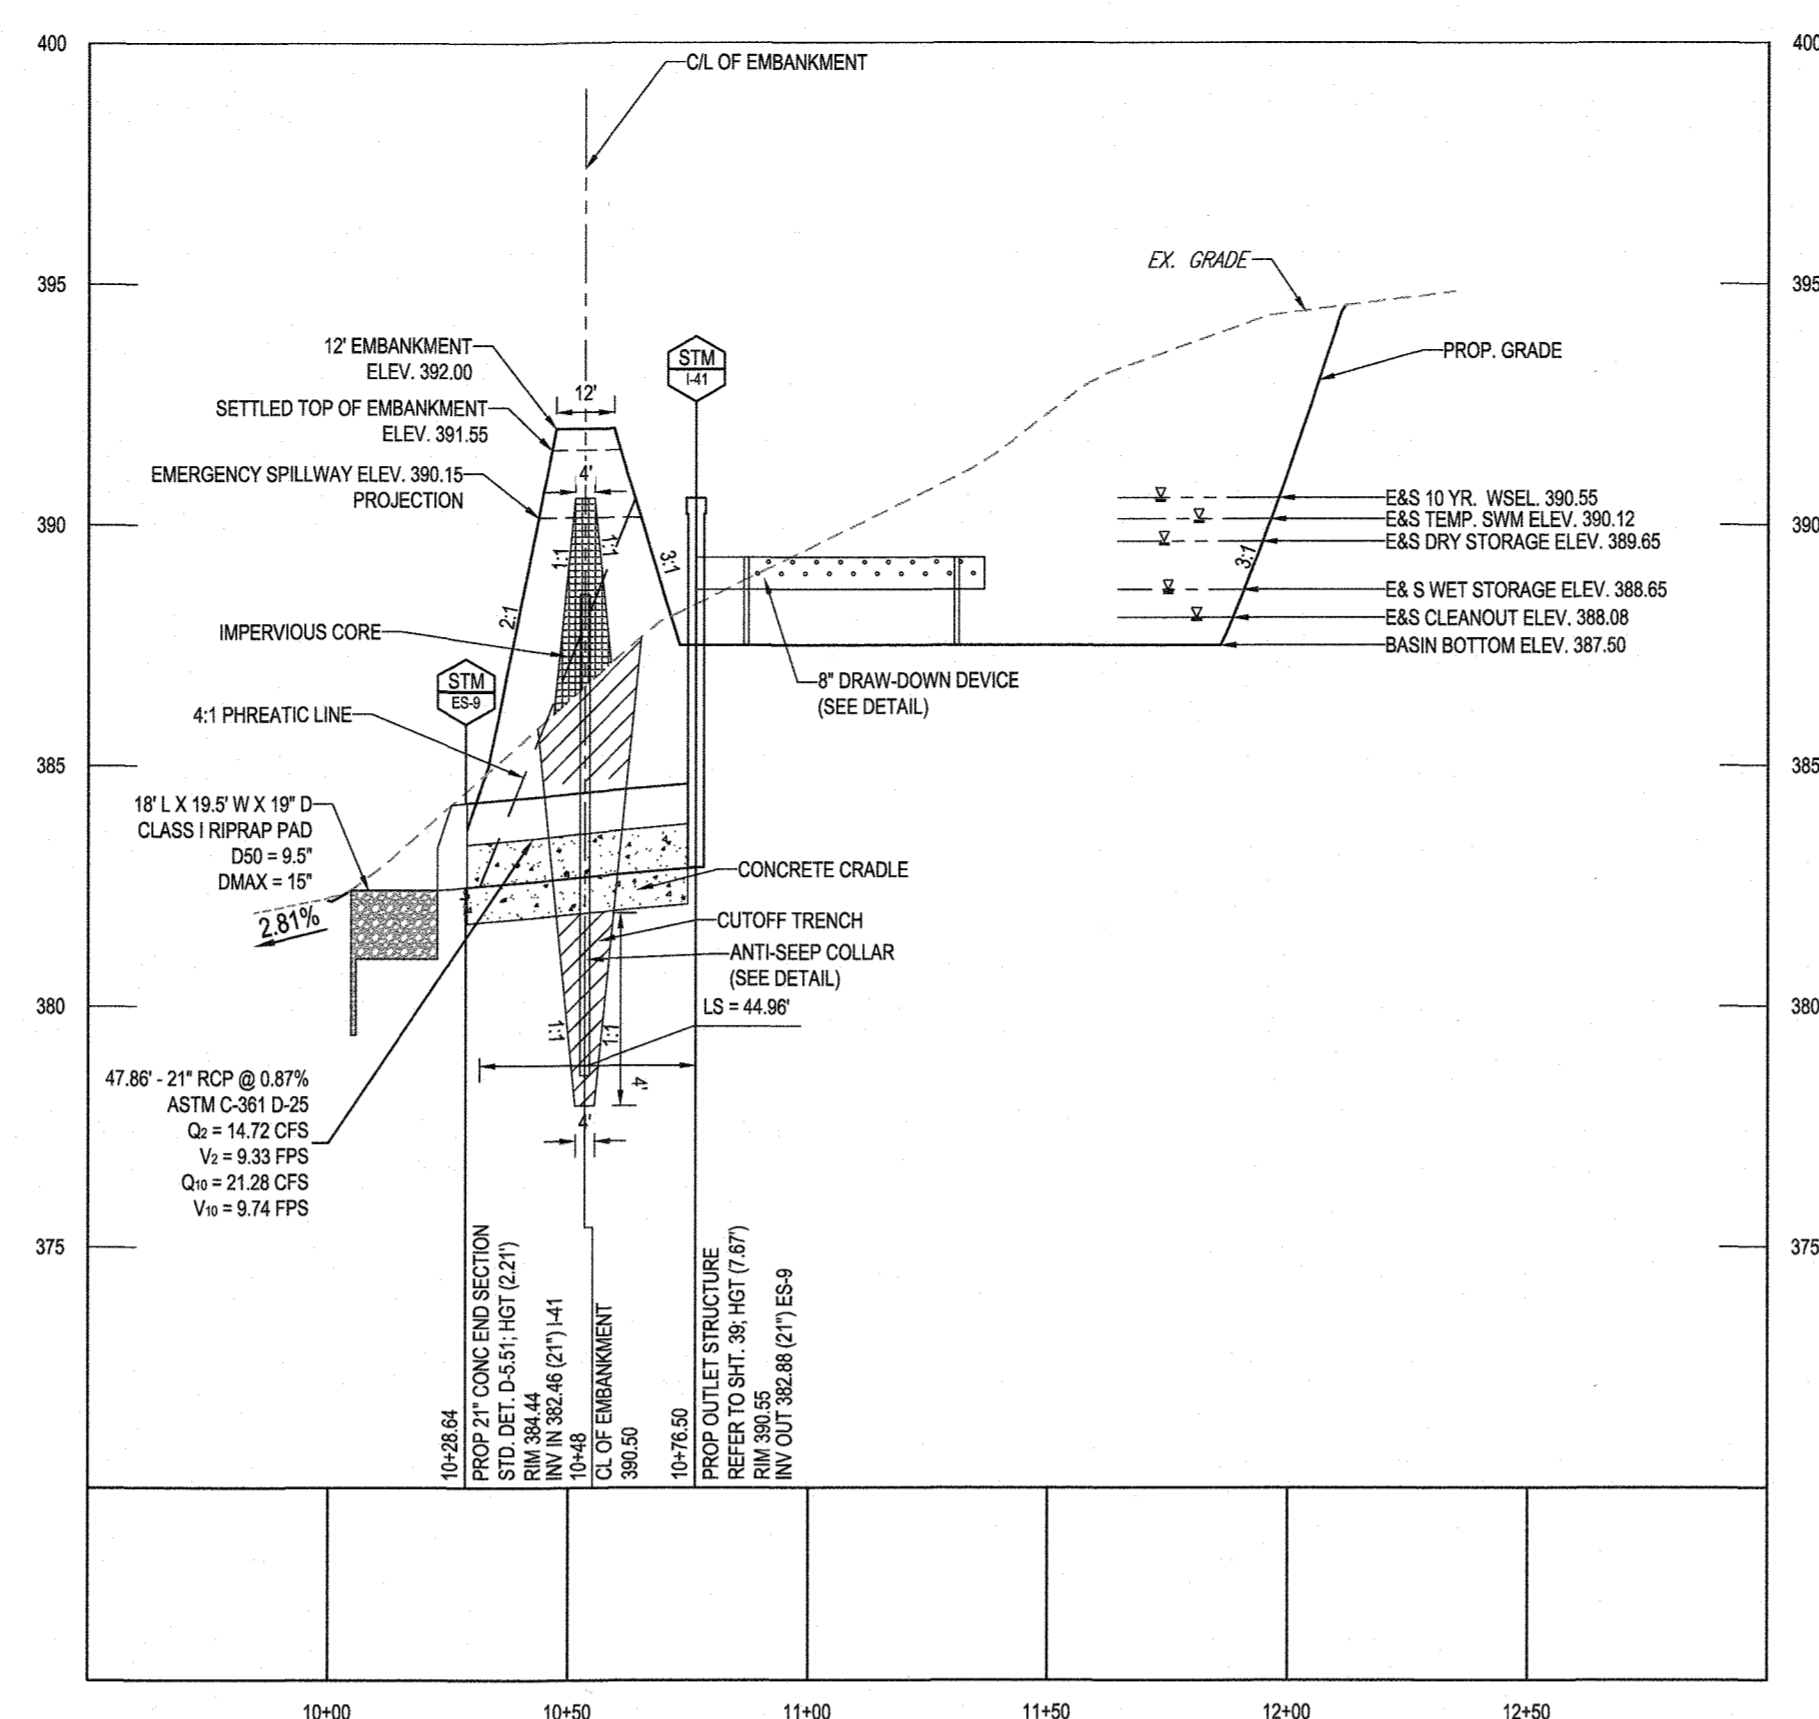 400
400
C/L OF EMBANKMENT
395
395
EX. GRADE
12' EMBANKMENT
ELEV. 392.00
STM
I-41
PROP. GRADE
12'
SETTLED TOP OF EMBANKMENT
ELEV. 391.55
EMERGENCY SPILLWAY ELEV. 390.15
PROJECTION
4'
E&S 10 YR. WSEL. 390.55
390
390
E&S TEMP. SWM ELEV. 390.12
E&S DRY STORAGE ELEV. 389.65
1:1
1:1
3:1
3:1
E& S WET STORAGE ELEV. 388.65
2:1
E&S CLEANOUT ELEV. 388.08
IMPERVIOUS CORE
BASIN BOTTOM ELEV. 387.50
STM
ES-9
8" DRAW-DOWN DEVICE
(SEE DETAIL)
4:1 PHREATIC LINE
385
385
18' L X 19.5' W X 19" D
CLASS I RIPRAP PAD
D50 = 9.5"
DMAX = 15"
CONCRETE CRADLE
2.81%
CUTOFF TRENCH
ANTI-SEEP COLLAR
(SEE DETAIL)
380
380
LS = 44.96'
1:1
1:1
4'
47.86' - 21" RCP @ 0.87%
ASTM C-361 D-25
Q2 = 14.72 CFS
V2 = 9.33 FPS
Q10 = 21.28 CFS
V10 = 9.74 FPS
4'
375
375
10+28.64
PROP 21" CONC END SECTION
STD. DET. D-5.51; HGT (2.21')
RIM 384.44
INV IN 382.46 (21") I-41
10+48
CL OF EMBANKMENT
390.50
10+76.50
PROP OUTLET STRUCTURE
REFER TO SHT. 39; HGT (7.67')
RIM 390.55
INV OUT 382.88 (21") ES-9
10+00
10+50
11+00
11+50
12+00
12+50